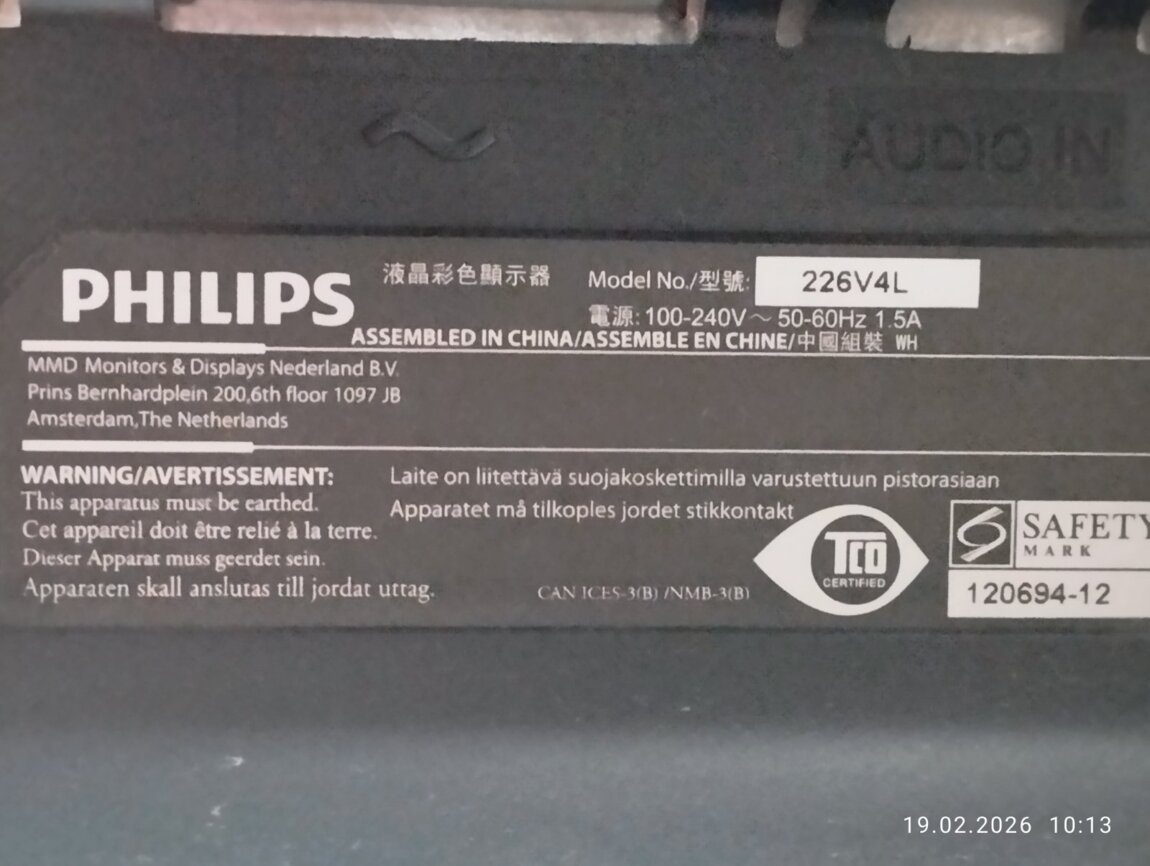 AUDIO IN
PHILIPS
液晶彩色顯示器
Model No./型號: 226V4L
電源: 100-240V ~ 50-60Hz 1.5A
ASSEMBLED IN CHINA/ASSEMBLE EN CHINE/中國組裝 WH
MMD Monitors & Displays Nederland B.V.
Prins Bernhardplein 200,6th floor 1097 JB
Amsterdam,The Netherlands
WARNING/AVERTISSEMENT:
This apparatus must be earthed.
Cet appareil doit être relié à la terre.
Dieser Apparat muss geerdet sein.
Apparaten skall anslutas till jordat uttag.
Laite on liitettävä suojakoskettimilla varustettuun pistorasiaan
Apparatet må tilkoples jordet stikkontakt
CAN ICES-3(B) /NMB-3(B)
TCO
CERTIFIED
SAFETY
MARK
120694-12
19.02.2026 10:13